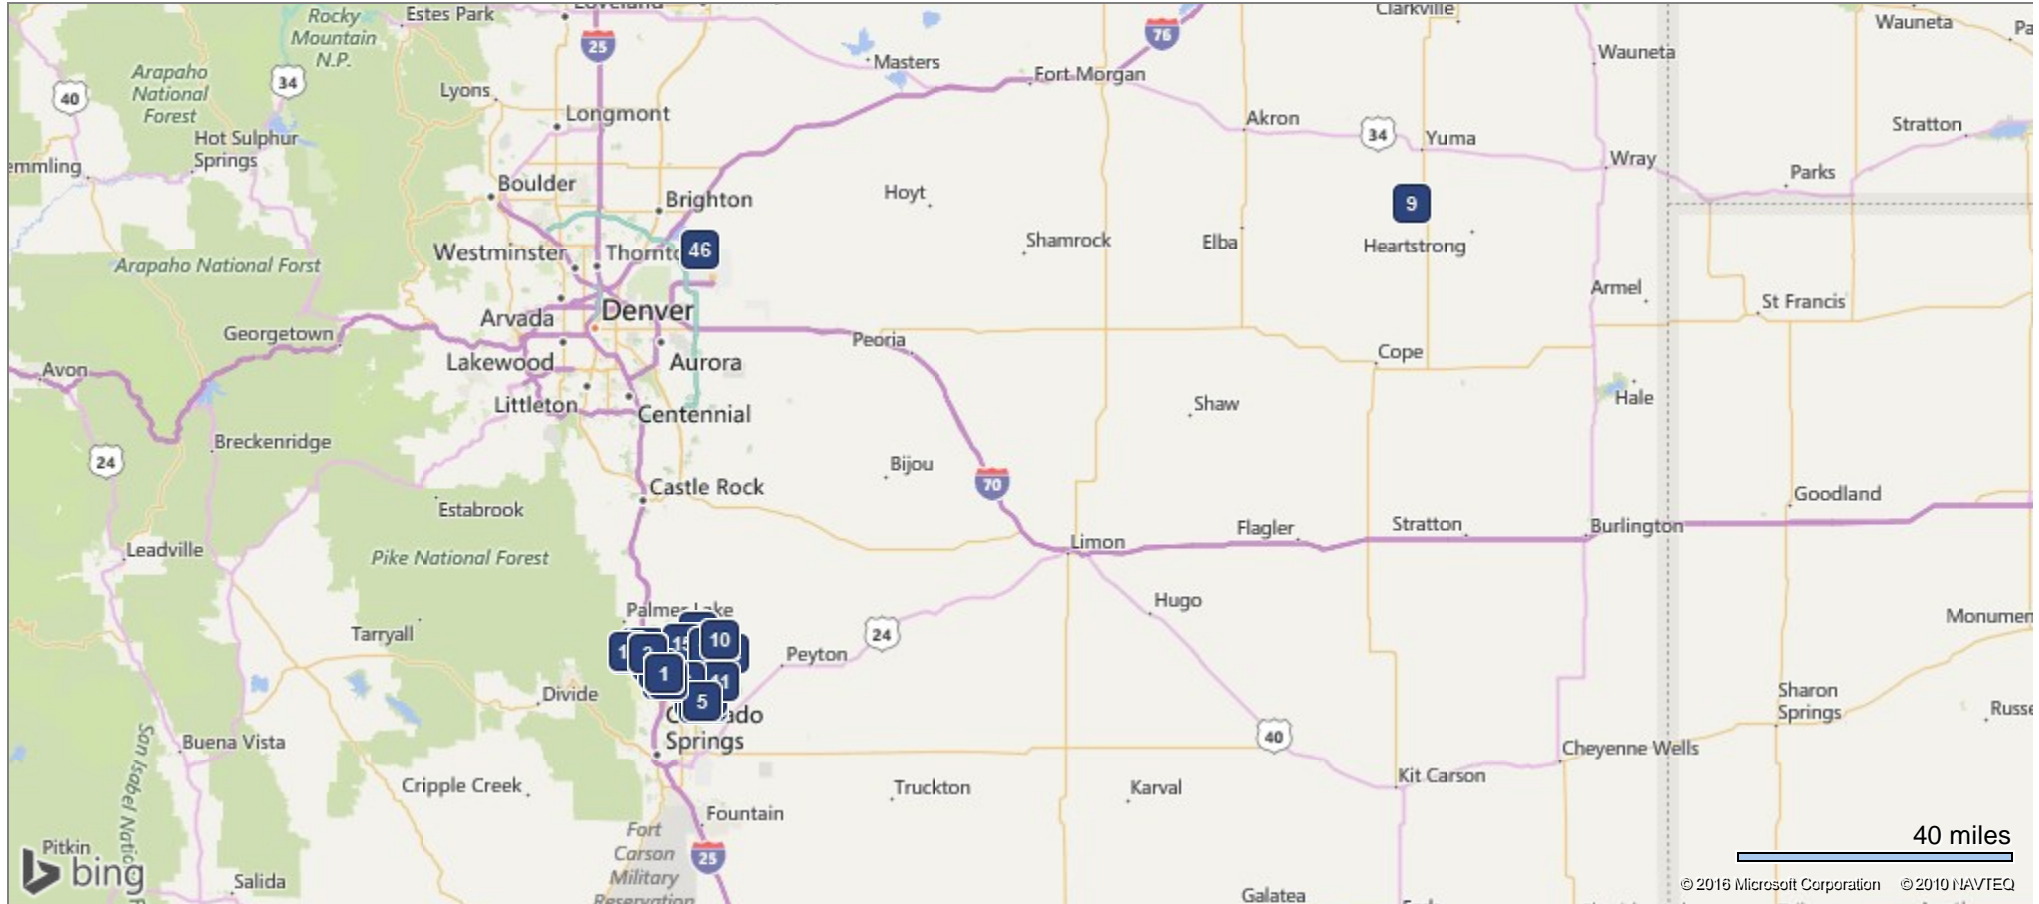 Rocky
Mountain
N.P.
Estes Park
Loveland
25
76
Clarkville
Wauneta
Wauneta
Arapaho
National
Forest
40
34
Lyons
Masters
Fort Morgan
Longmont
Akron
34
Yuma
Stratton
Hot Sulphur
Springs
Wray
Parks
Boulder
Brighton
Hoyt
9
Westminster
46
Shamrock
Elba
Heartstrong
Arapaho National Forst
Denver
Armel
St Francis
Georgetown
Arvada
Peoria
Cope
Avon
Lakewood
Aurora
Littleton
Centennial
Shaw
Hale
24
Breckenridge
Bijou
70
Castle Rock
Goodland
Estabrook
Flagler
Stratton
Burlington
Leadville
Pike National Forest
Limon
Palmer Lake
Hugo
Monumen
Tarryall
24
10
Peyton
1
5
Divide
Sharon
Springs
Springs
Buena Vista
40
Cheyenne Wells
Cripple Creek
Truckton
Karval
Kit Carson
Fountain
Fort
Carson
Military
Reservation
25
40 miles
Pitkin
bing
Salida
Galatea
© 2016 Microsoft Corporation © 2010 NAVTEQ